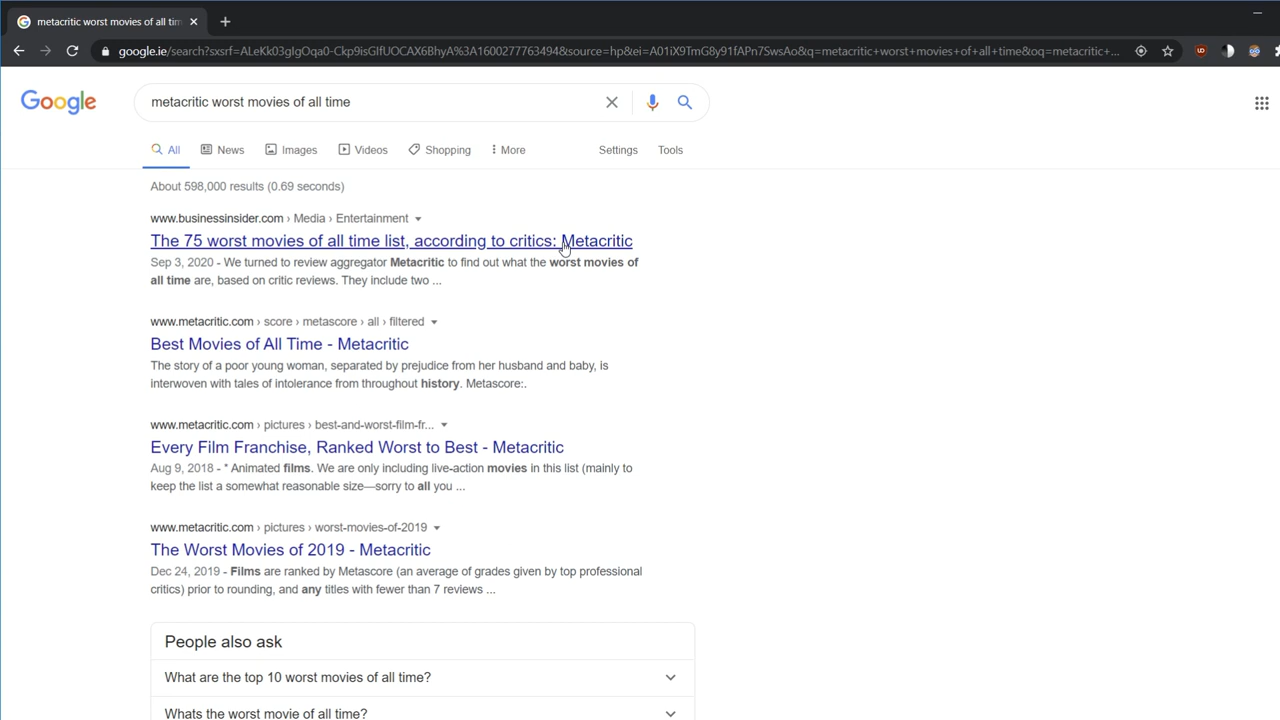 metacritic worst movies of all tim
google.ie/search?sxsrf=ALeKk03gIgOqa0-Ckp9isGIfUOCAX6BhyA%3A1600277763494&source=hp&ei=A01iX9TmG8y91fAPn7SwsAo&q=metacritic+worst+movies+of+all+time&oq=metacritic+...
Google
metacritic worst movies of all time
All News Images Videos Shopping More Settings Tools
About 598,000 results (0.69 seconds)
www.businessinsider.com › Media › Entertainment
The 75 worst movies of all time list, according to critics: Metacritic
Sep 3, 2020 - We turned to review aggregator Metacritic to find out what the worst movies of
all time are, based on critic reviews. They include two ...
www.metacritic.com › score › metascore › all › filtered
Best Movies of All Time - Metacritic
The story of a poor young woman, separated by prejudice from her husband and baby, is
interwoven with tales of intolerance from throughout history. Metascore:.
www.metacritic.com › pictures › best-and-worst-film-fr...
Every Film Franchise, Ranked Worst to Best - Metacritic
Aug 9, 2018 - * Animated films. We are only including live-action movies in this list (mainly to
keep the list a somewhat reasonable size—sorry to all you ...
www.metacritic.com › pictures › worst-movies-of-2019
The Worst Movies of 2019 - Metacritic
Dec 24, 2019 - Films are ranked by Metascore (an average of grades given by top professional
critics) prior to rounding, and any titles with fewer than 7 reviews ...
People also ask
What are the top 10 worst movies of all time?
Whats the worst movie of all time?